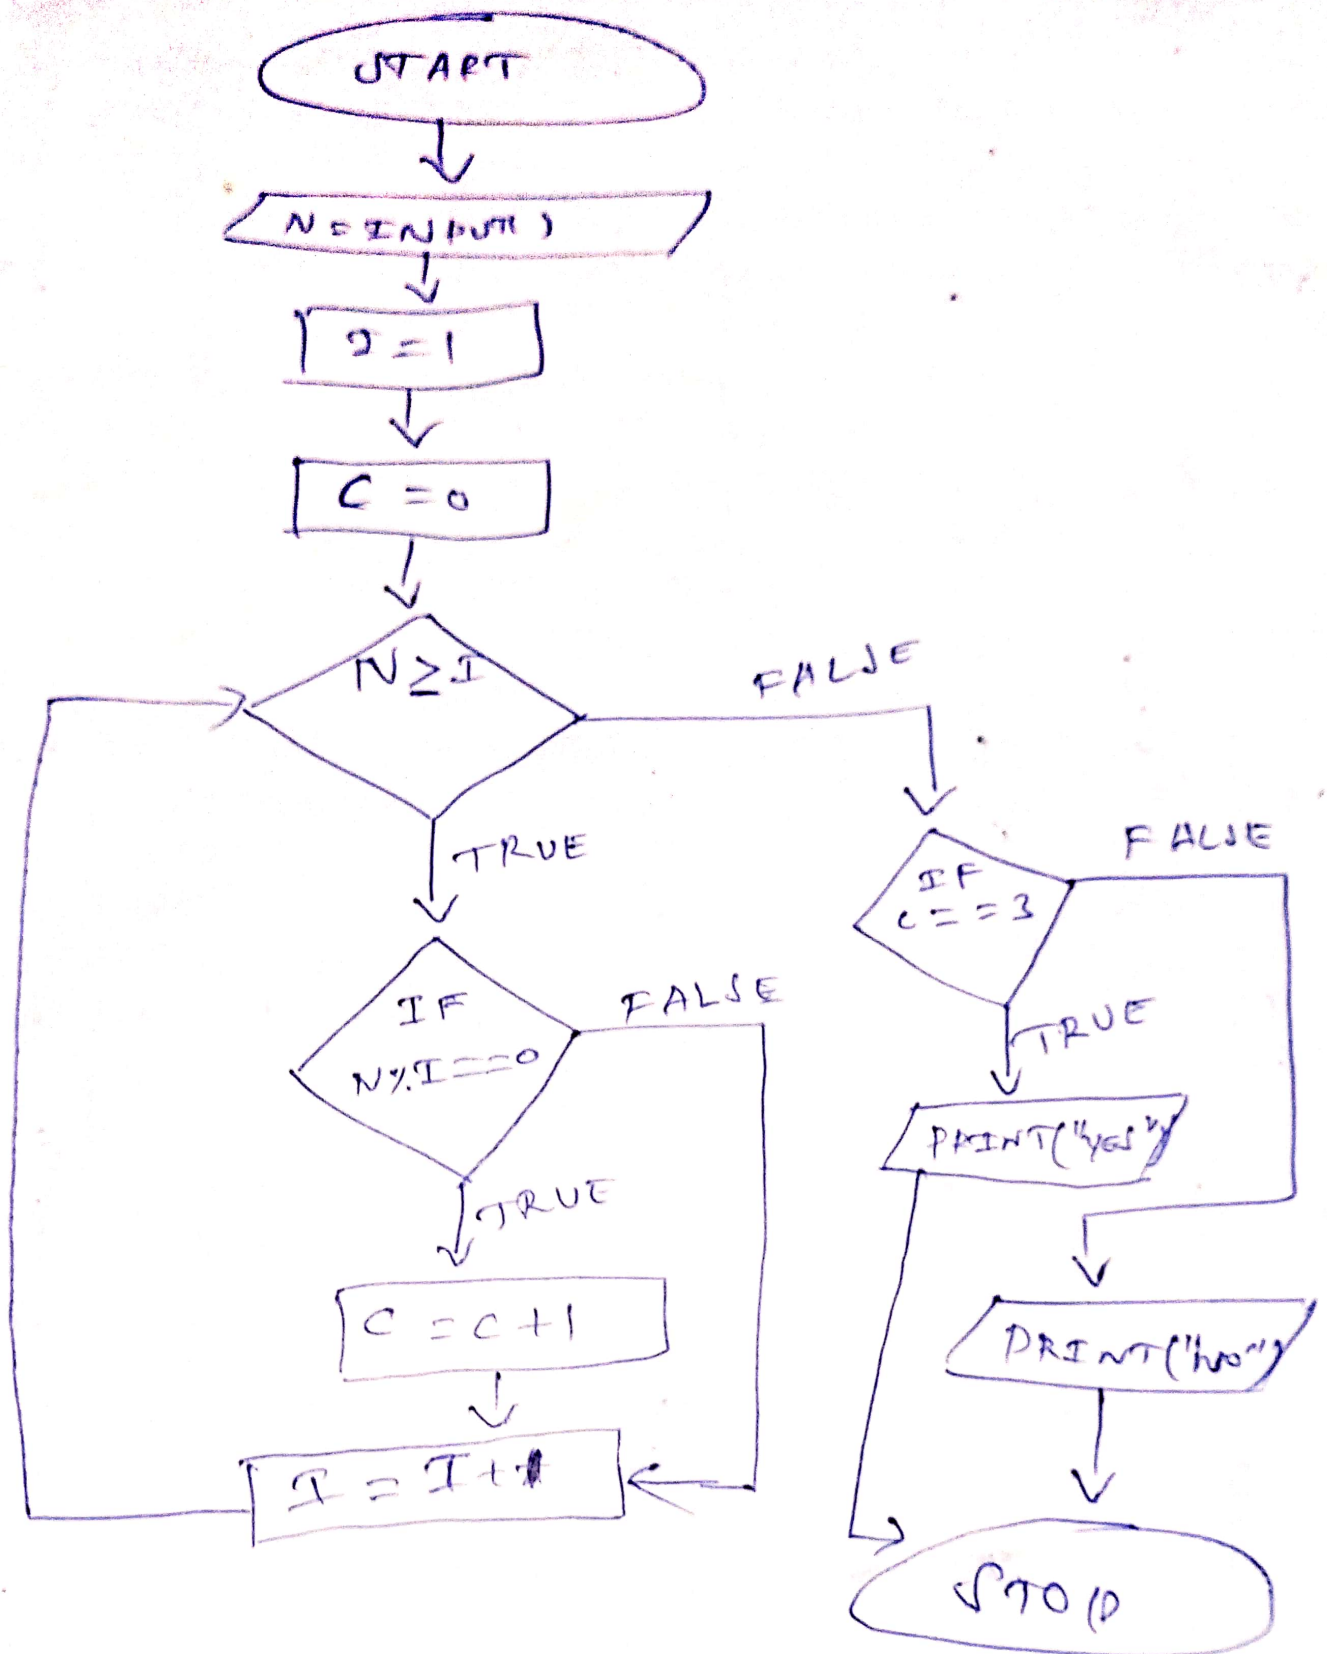 START
N = INPUT()
I = 1
C = 0
N ≥ I
FALSE
TRUE
IF
N%I==0
FALSE
TRUE
C = C+1
I = I+1
IF
C==3
FALSE
TRUE
PRINT("YES")
PRINT("NO")
STOP